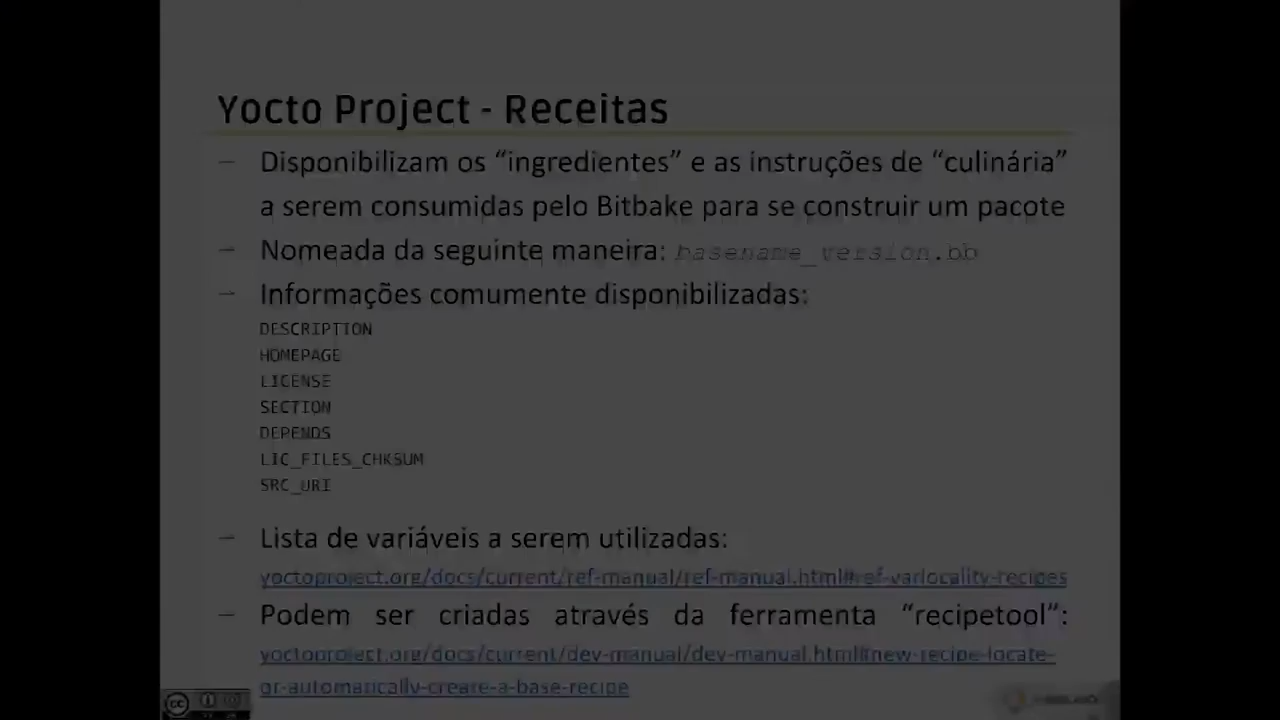 Yocto Project - Receitas
– Disponibilizam os “ingredientes” e as instruções de “culinária”
a serem consumidas pelo Bitbake para se construir um pacote
– Nomeada da seguinte maneira: basename_version.bb
– Informações comumente disponibilizadas:
DESCRIPTION
HOMEPAGE
LICENSE
SECTION
DEPENDS
LIC_FILES_CHKSUM
SRC_URI
– Lista de variáveis a serem utilizadas:
yoctoproject.org/docs/current/ref-manual/ref-manual.html#ref-varlocality-recipes
– Podem ser criadas através da ferramenta “recipetool”:
yoctoproject.org/docs/current/dev-manual/dev-manual.html#new-recipe-locate-
or-automatically-create-a-base-recipe
cc